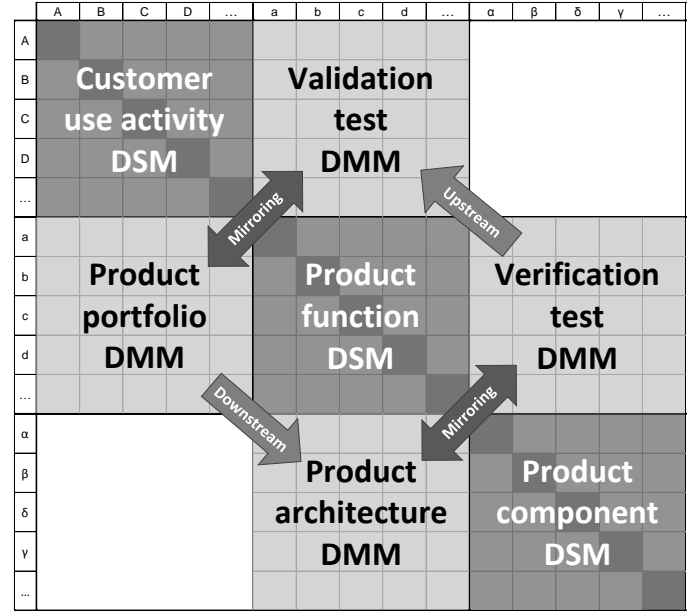 A B C D ... a b c d ... α β δ γ ...
A
B
C
D
...
a
b
c
d
...
α
β
δ
γ
...
Customer
use activity
DSM
Validation
test
DMM
Mirroring
Upstream
Product
portfolio
DMM
Product
function
DSM
Verification
test
DMM
Downstream
Mirroring
Product
architecture
DMM
Product
component
DSM